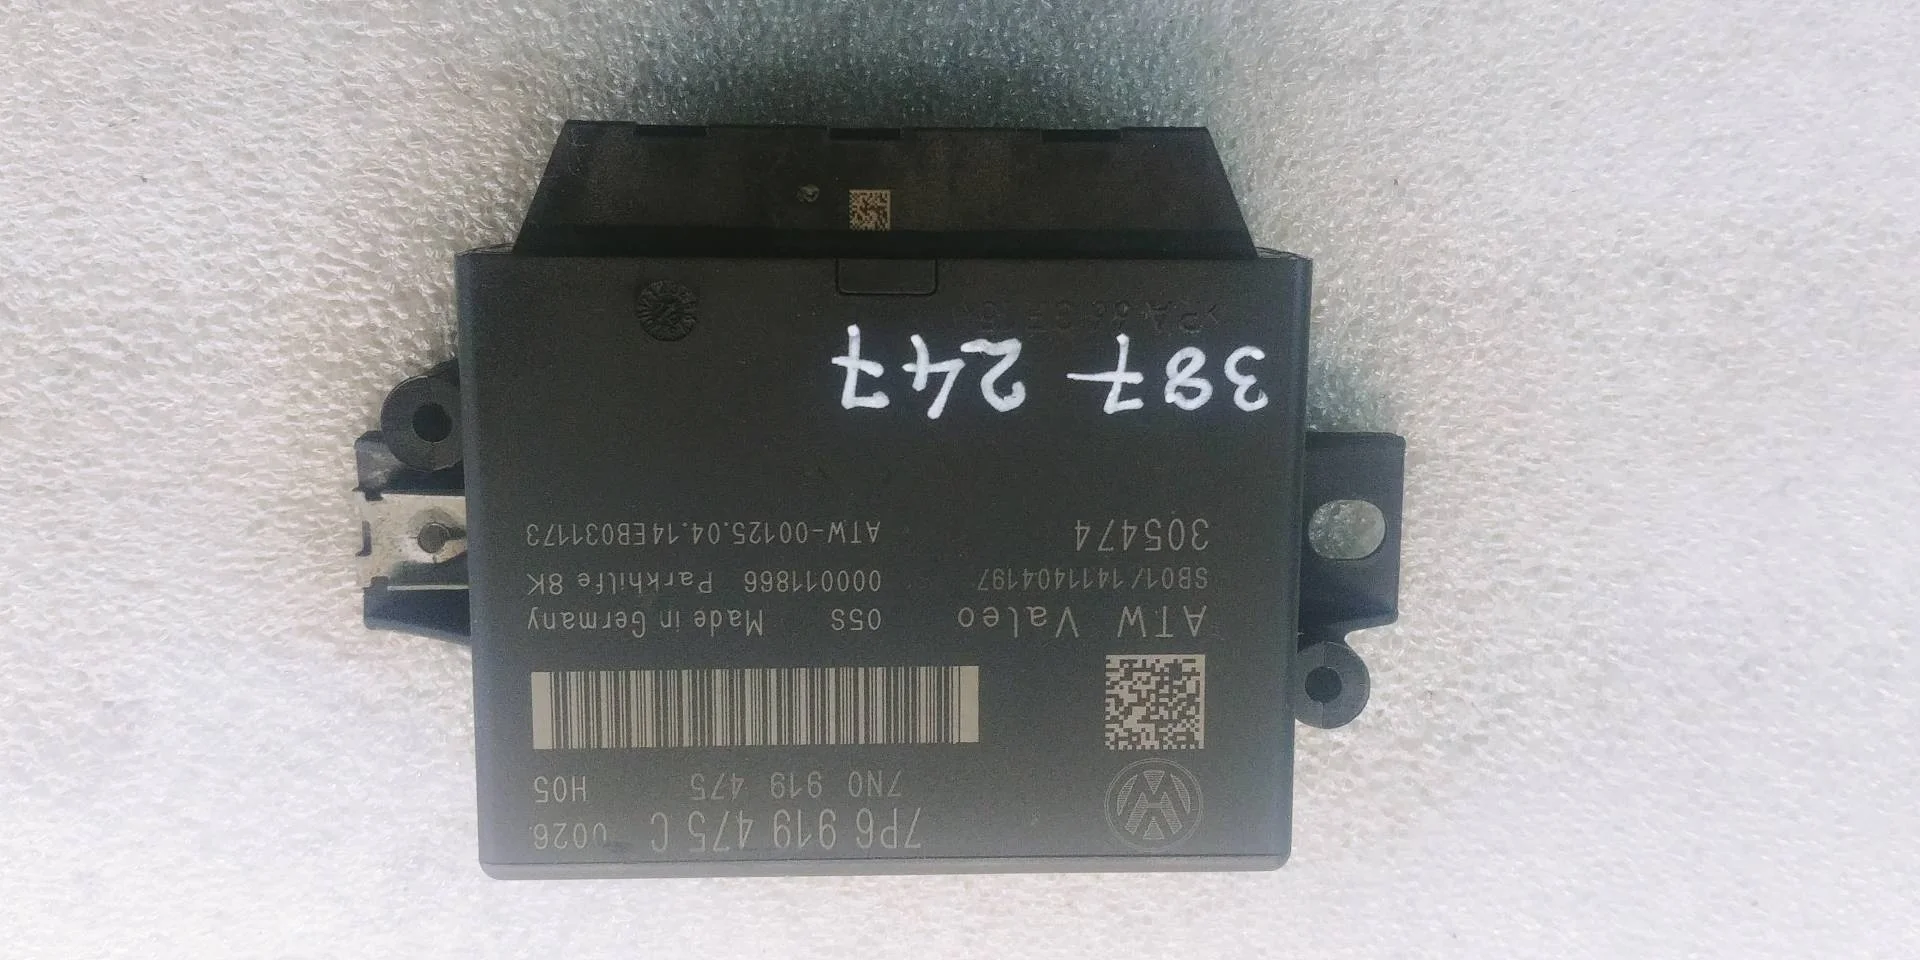 7P6 919 475 C 0026
7N0 919 475 H05
ATW Valeo 05S Made in Germany
SB01/1411404197 000011866 Parkhilfe 8K
305474 ATW-00125.04.14EB031173
387 247